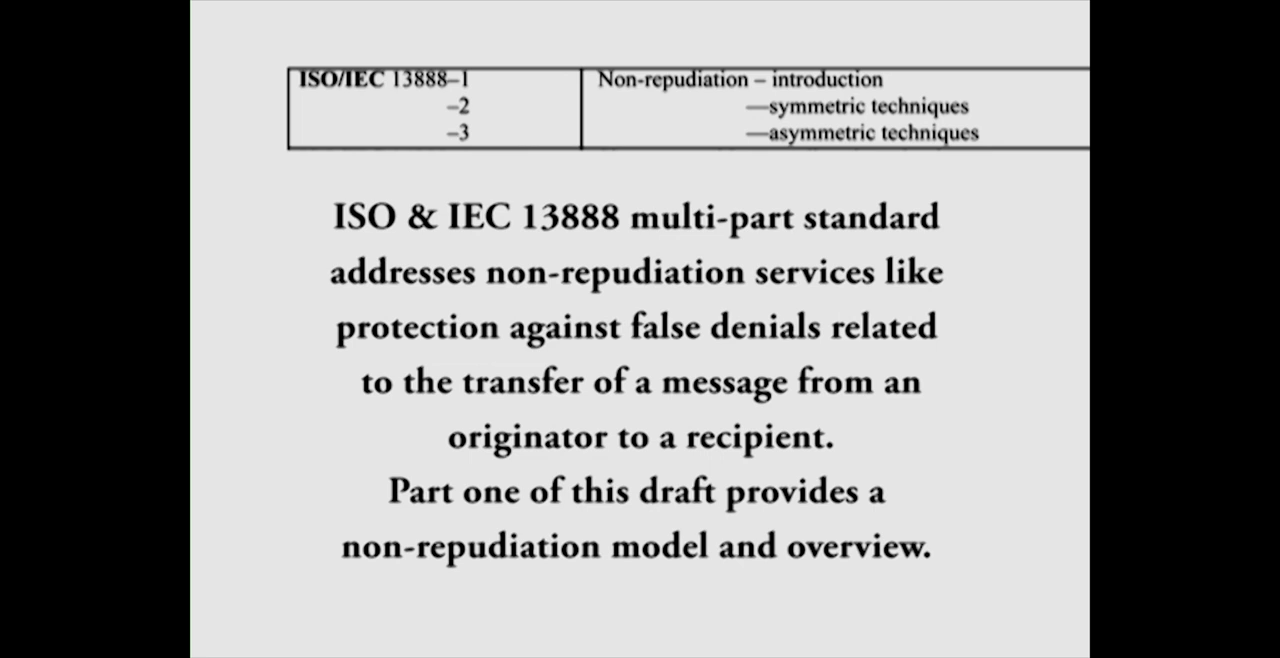 ISO/IEC 13888–1 Non-repudiation – introduction
–2 —symmetric techniques
–3 —asymmetric techniques
ISO & IEC 13888 multi-part standard
addresses non-repudiation services like
protection against false denials related
to the transfer of a message from an
originator to a recipient.
Part one of this draft provides a
non-repudiation model and overview.